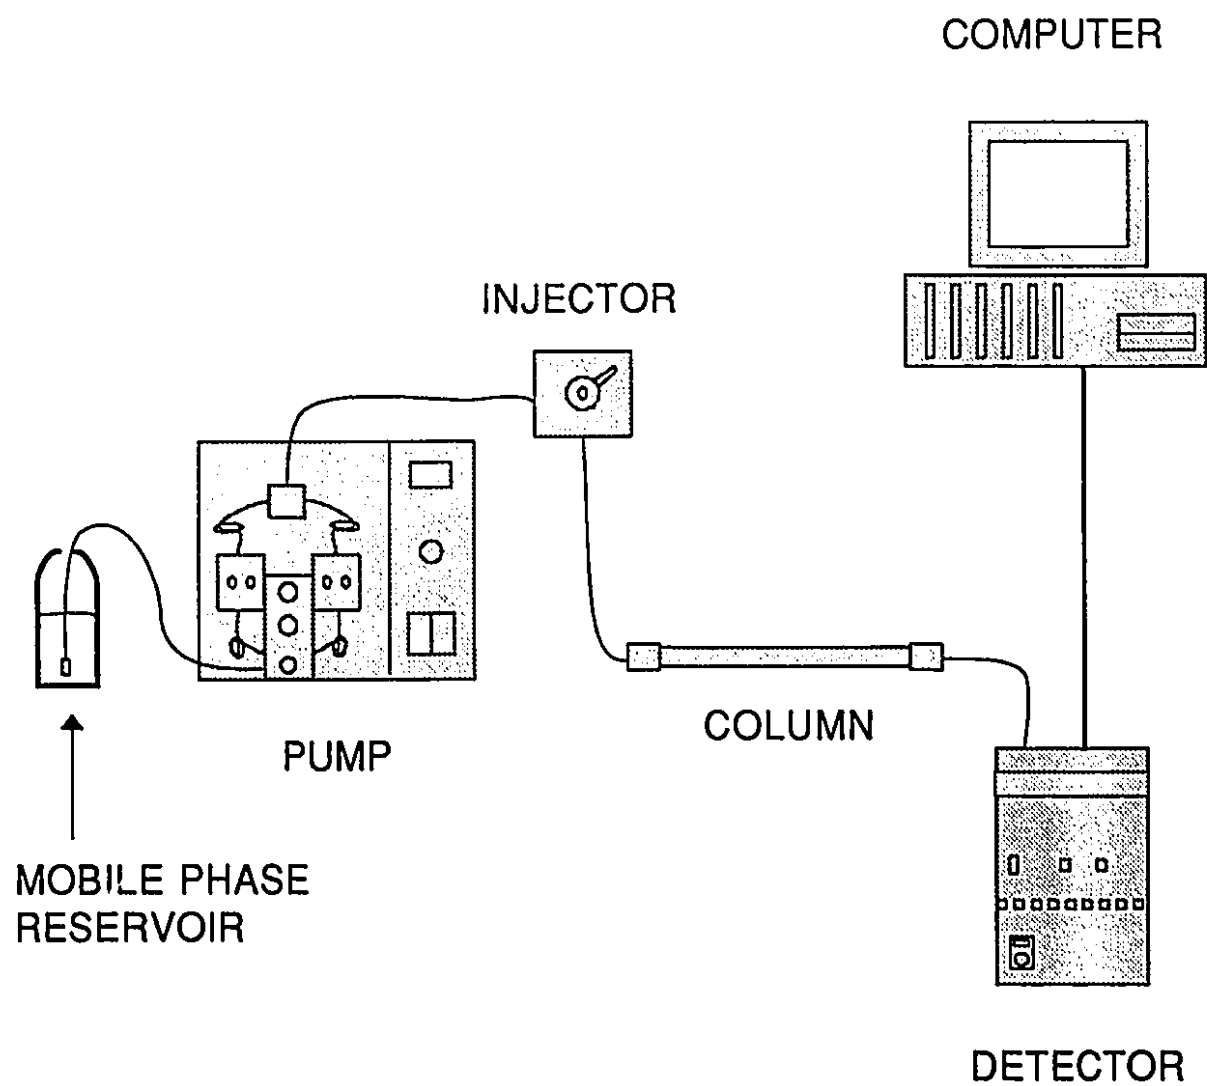 COMPUTER
INJECTOR
COLUMN
PUMP
MOBILE PHASE
RESERVOIR
DETECTOR